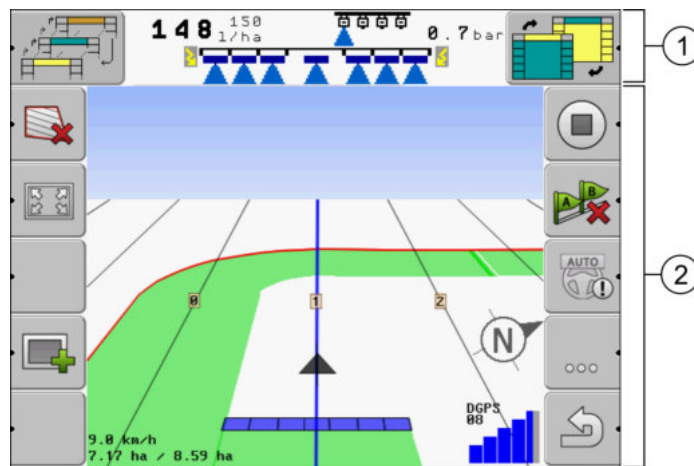 148 150 l/ha
0.7 bar
1
A B
AUTO
2
0 1 2
N
DGPS
08
9.0 km/h
7.17 ha / 8.59 ha